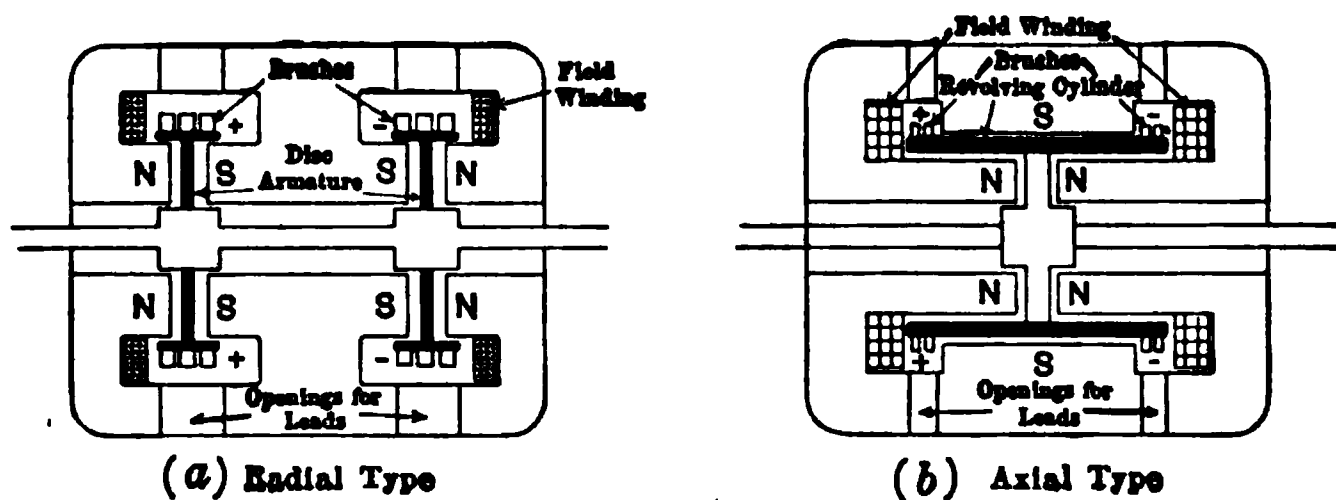 Brushes
Field
Winding
+
-
Disc
Armature
N
S
S
N
N
S
S
N
+
-
Openings for
Leads
(a) Radial Type
Field Winding
Brushes
Revolving Cylinder
+
S
-
N
N
N
N
+
S
-
Openings for
Leads
(b) Axial Type